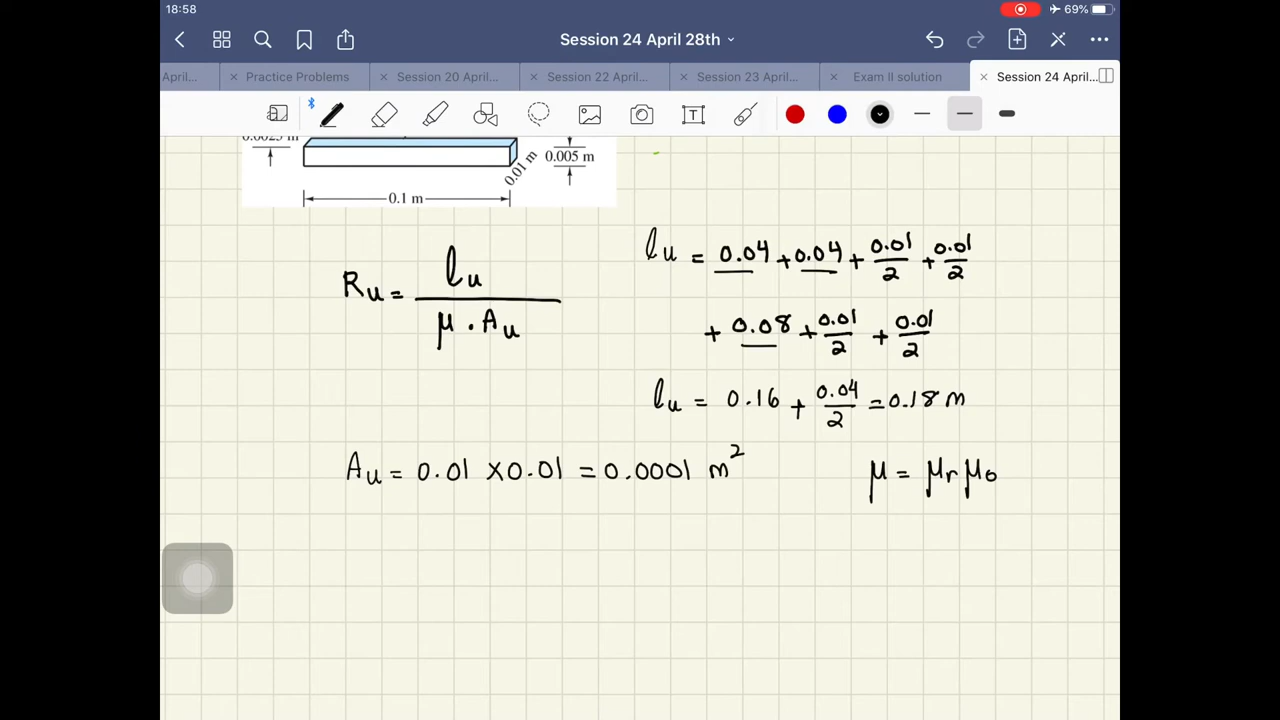 18:58
69%
Session 24 April 28th
April...
Practice Problems
Session 20 April...
Session 22 April...
Session 23 April...
Exam II solution
Session 24 April...
T
0.0025 m
0.01 m
0.005 m
0.1 m
Ru = lu / μ · Au
lu = 0.04 + 0.04 + 0.01/2 + 0.01/2
+ 0.08 + 0.01/2 + 0.01/2
lu = 0.16 + 0.04/2 = 0.18 m
Au = 0.01 × 0.01 = 0.0001 m²
μ = μr μo